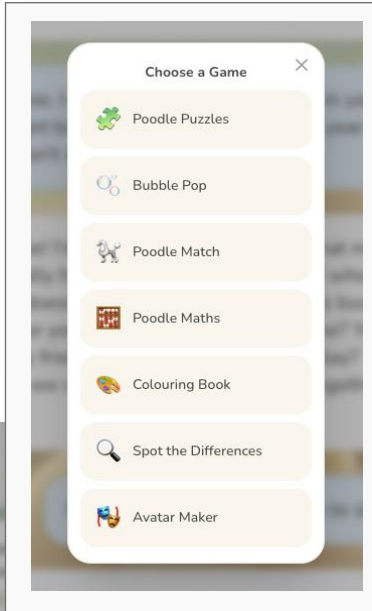 Choose a Game
Poodle Puzzles
Bubble Pop
Poodle Match
Poodle Maths
Colouring Book
Spot the Differences
Avatar Maker